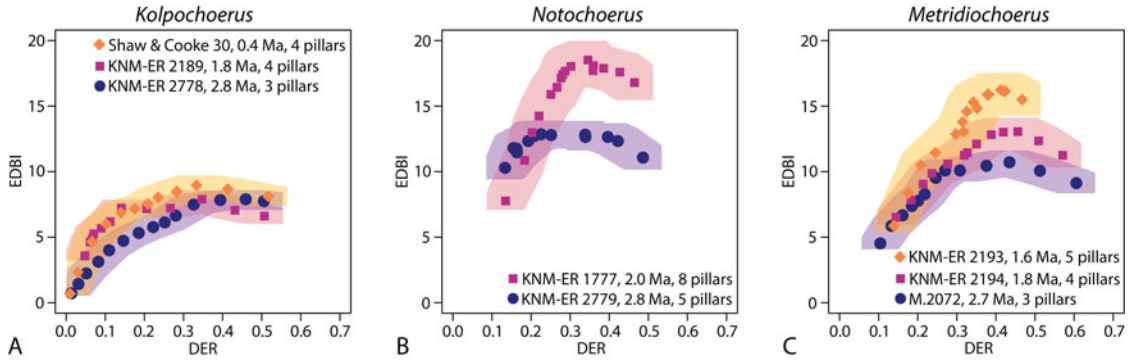 Kolpochoerus
Notochoerus
Metridiochoerus
20
15
10
5
0
EDBI
Shaw & Cooke 30, 0.4 Ma, 4 pillars
KNM-ER 2189, 1.8 Ma, 4 pillars
KNM-ER 2778, 2.8 Ma, 3 pillars
0.0 0.1 0.2 0.3 0.4 0.5 0.6 0.7
A DER
20
15
10
5
0
EDBI
KNM-ER 1777, 2.0 Ma, 8 pillars
KNM-ER 2779, 2.8 Ma, 5 pillars
0.0 0.1 0.2 0.3 0.4 0.5 0.6 0.7
B DER
20
15
10
5
0
EDBI
KNM-ER 2193, 1.6 Ma, 5 pillars
KNM-ER 2194, 1.8 Ma, 4 pillars
M.2072, 2.7 Ma, 3 pillars
0.0 0.1 0.2 0.3 0.4 0.5 0.6 0.7
C DER